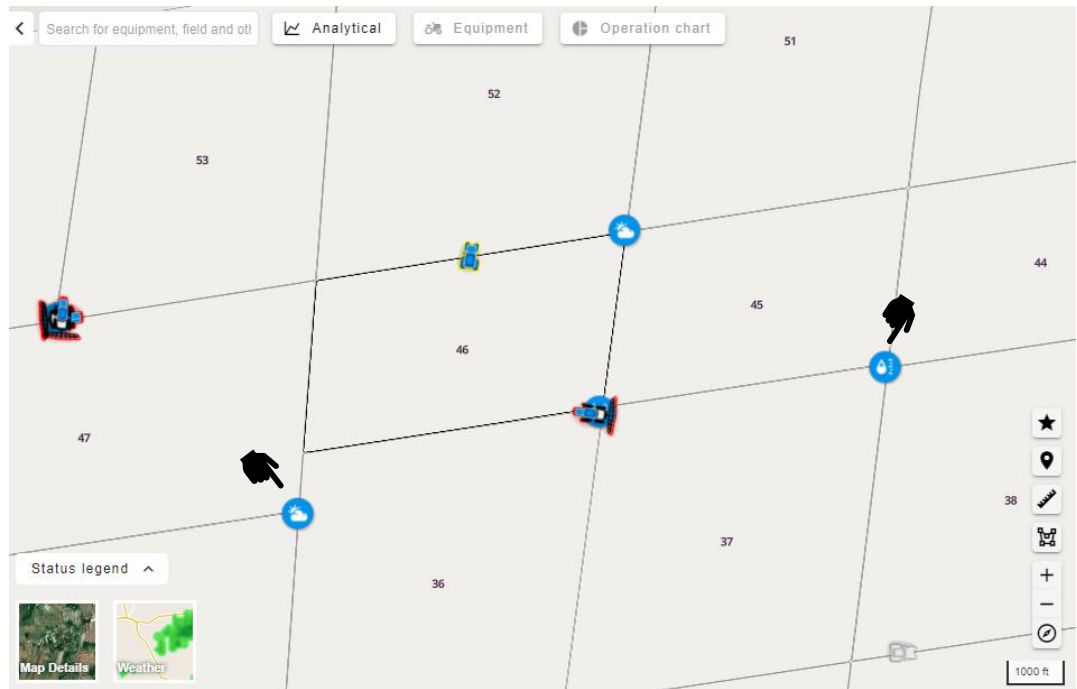 Search for equipment, field and otl
Analytical
Equipment
Operation chart
51
52
53
44
45
46
47
38
37
36
Status legend
Map Details
Weather
1000 ft